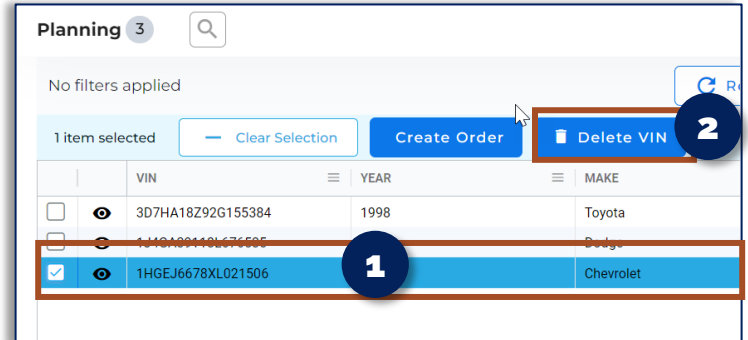 Planning 3
No filters applied
1 item selected — Clear Selection Create Order Delete VIN 2
VIN YEAR MAKE
3D7HA18Z92G155384 1998 Toyota
Dodge
1HGEJ6678XL021506 1 Chevrolet